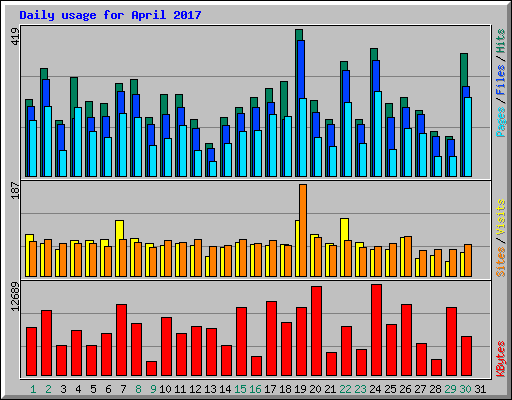 Daily usage for April 2017
419
Pages / Files / Hits
187
Sites / Visits
12689
KBytes
1 2 3 4 5 6 7 8 9 10 11 12 13 14 15 16 17 18 19 20 21 22 23 24 25 26 27 28 29 30 31